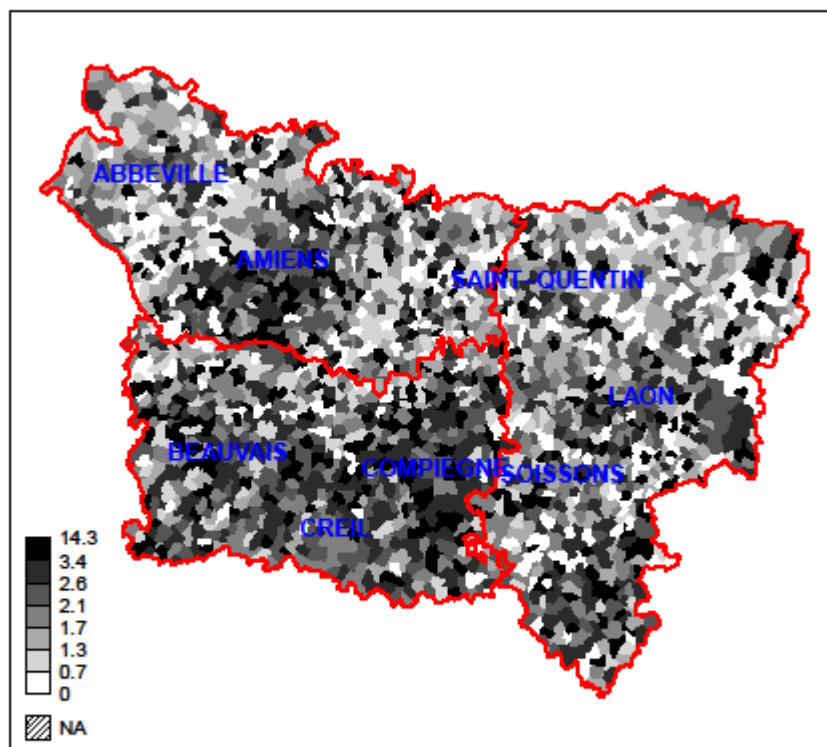 ABBEVILLE
AMIENS
SAINT-QUENTIN
LAON
BEAUVAIS
COMPIEGNE
SOISSONS
CREIL
14.3
3.4
2.6
2.1
1.7
1.3
0.7
0
NA